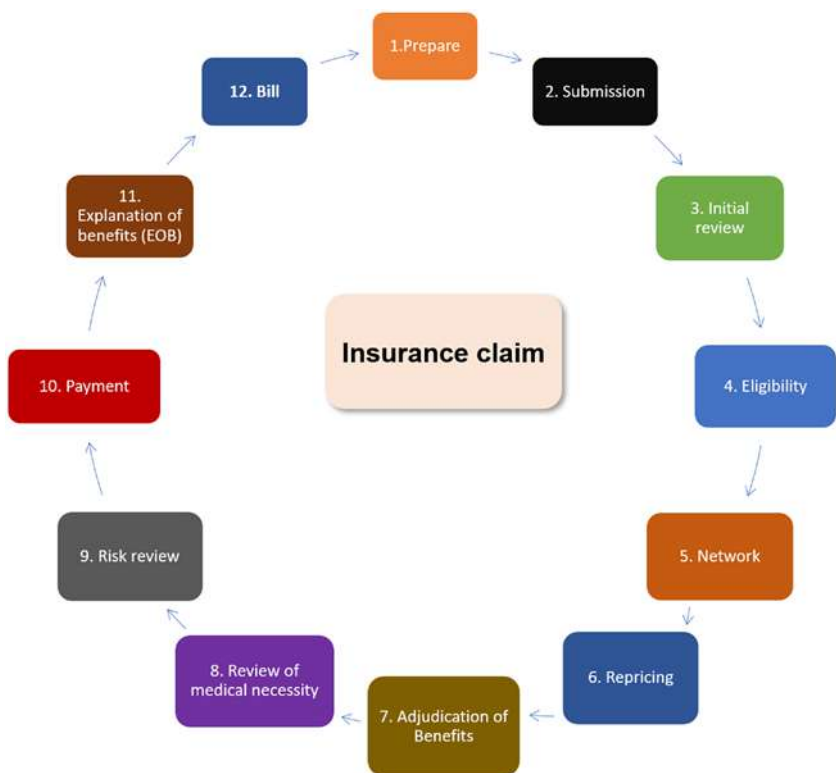 1.Prepare
2. Submission
3. Initial
review
4. Eligibility
5. Network
6. Repricing
7. Adjudication of
Benefits
8. Review of
medical necessity
9. Risk review
10. Payment
11.
Explanation of
benefits (EOB)
12. Bill
Insurance claim